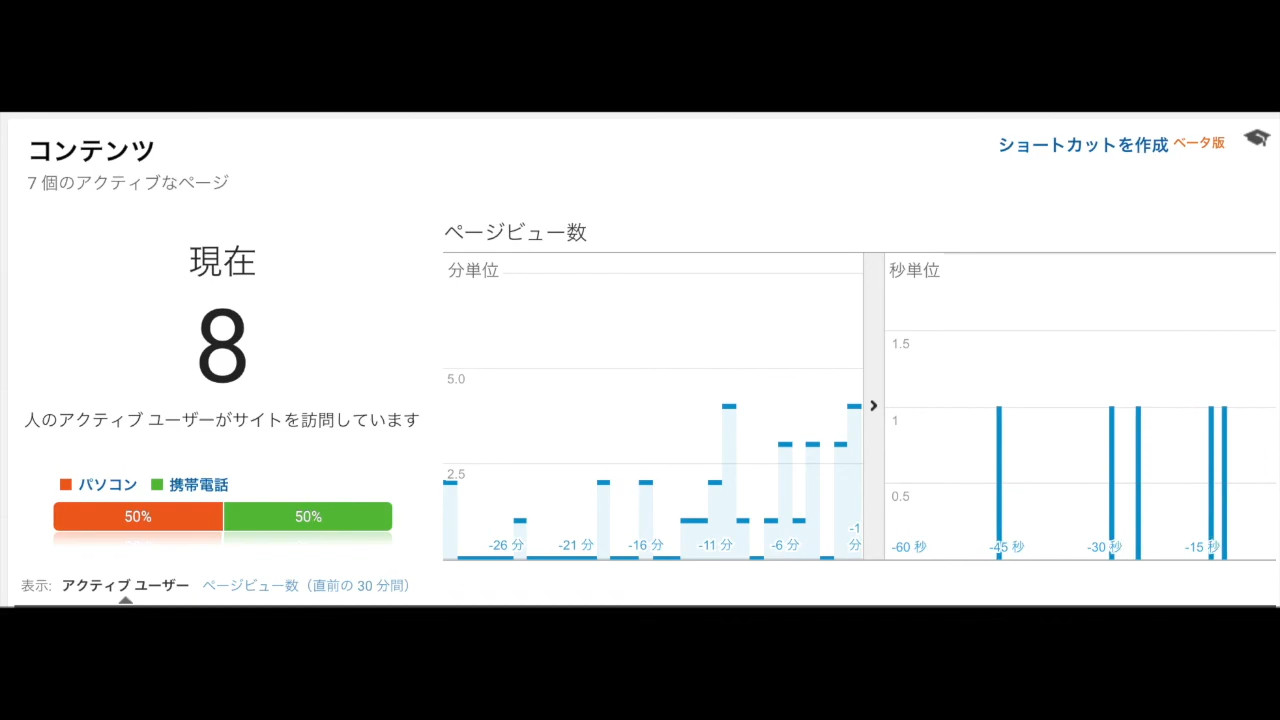 コンテンツ
ショートカットを作成 ベータ版
7 個のアクティブなページ
現在
8
人のアクティブ ユーザーがサイトを訪問しています
パソコン 携帯電話
50% 50%
表示: アクティブ ユーザー ページビュー数（直前の 30 分間）
ページビュー数
分単位
5.0
2.5
-26 分 -21 分 -16 分 -11 分 -6 分 -1 分
秒単位
1.5
1
0.5
-60 秒 -45 秒 -30 秒 -15 秒